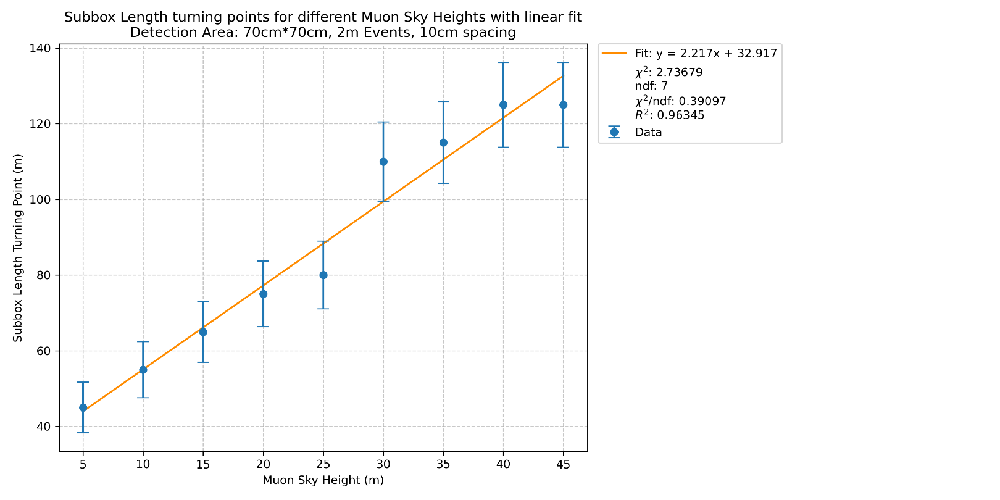 Subbox Length turning points for different Muon Sky Heights with linear fit
Detection Area: 70cm*70cm, 2m Events, 10cm spacing
140
120
100
80
60
40
Subbox Length Turning Point (m)
5 10 15 20 25 30 35 40 45
Muon Sky Height (m)
Fit: y = 2.217x + 32.917
χ²: 2.73679
ndf: 7
χ²/ndf: 0.39097
R²: 0.96345
Data